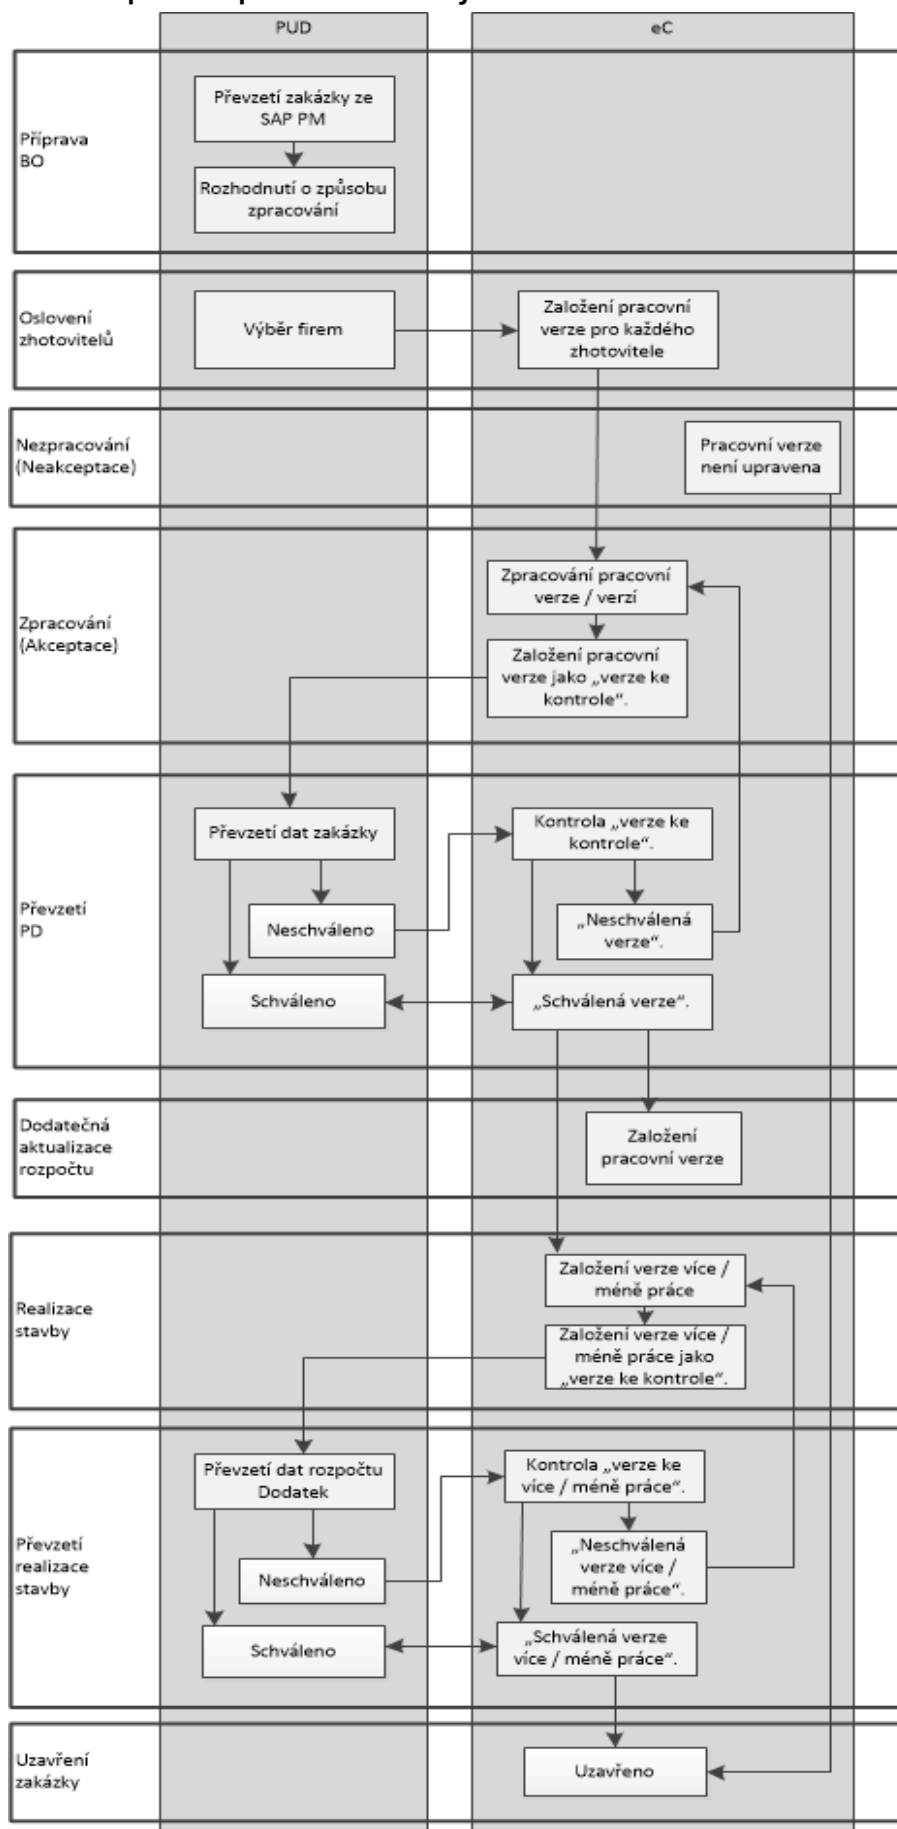 PUD
eC
Příprava
BO
Převzetí zakázky ze
SAP PM
Rozhodnutí o způsobu
zpracování
Oslovení
zhotovitelů
Výběr firem
Založení pracovní
verze pro každého
zhotovitele
Nezpracování
(Neakceptace)
Pracovní verze
není upravena
Zpracování
(Akceptace)
Zpracování pracovní
verze / verzí
Založení pracovní
verze jako „verze ke
kontrole“.
Převzetí
PD
Převzetí dat zakázky
Kontrola „verze ke
kontrole“.
Neschváleno
„Neschválená
verze“.
Schváleno
„Schválená verze“.
Dodatečná
aktualizace
rozpočtu
Založení
pracovní verze
Realizace
stavby
Založení verze více /
méně práce
Založení verze více /
méně práce jako
„verze ke kontrole“.
Převzetí
realizace
stavby
Převzetí dat rozpočtu
Dodatek
Kontrola „verze ke
více / méně práce“.
Neschváleno
„Neschválená
verze více /
méně práce“.
Schváleno
„Schválená verze
více / méně práce“.
Uzavření
zakázky
Uzavřeno